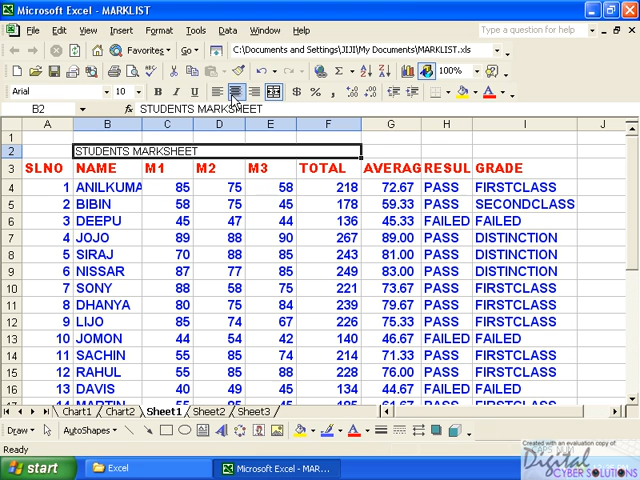 Microsoft Excel - MARKLIST
File Edit View Insert Format Tools Data Window Help Type a question for help
Favorites Go C:\Documents and Settings\JIJI\My Documents\MARKLIST.xls
100%
Arial 10 B I U $ % ,
B2 fx STUDENTS MARKSHEET
A B C D E F G H I J
1
2 STUDENTS MARKSHEET
3 SLNO NAME M1 M2 M3 TOTAL AVERAG RESUL GRADE
4 1 ANILKUMA 85 75 58 218 72.67 PASS FIRSTCLASS
5 2 BIBIN 58 75 45 178 59.33 PASS SECONDCLASS
6 3 DEEPU 45 47 44 136 45.33 FAILED FAILED
7 4 JOJO 89 88 90 267 89.00 PASS DISTINCTION
8 5 SIRAJ 70 88 85 243 81.00 PASS DISTINCTION
9 6 NISSAR 87 77 85 249 83.00 PASS DISTINCTION
10 7 SONY 88 58 75 221 73.67 PASS FIRSTCLASS
11 8 DHANYA 80 75 84 239 79.67 PASS FIRSTCLASS
12 9 LIJO 85 74 67 226 75.33 PASS FIRSTCLASS
13 10 JOMON 44 54 42 140 46.67 FAILED FAILED
14 11 SACHIN 55 85 74 214 71.33 PASS FIRSTCLASS
15 12 RAHUL 55 85 88 228 76.00 PASS FIRSTCLASS
16 13 DAVIS 40 49 45 134 44.67 FAILED FAILED
17 14 MARTIN 61.67 PASS FIRSTCLASS
Chart1 Chart2 Sheet1 Sheet2 Sheet3
Draw AutoShapes
Ready
Created with an evaluation copy of
Digital
CYBER SOLUTIONS
start Excel Microsoft Excel - MAR...